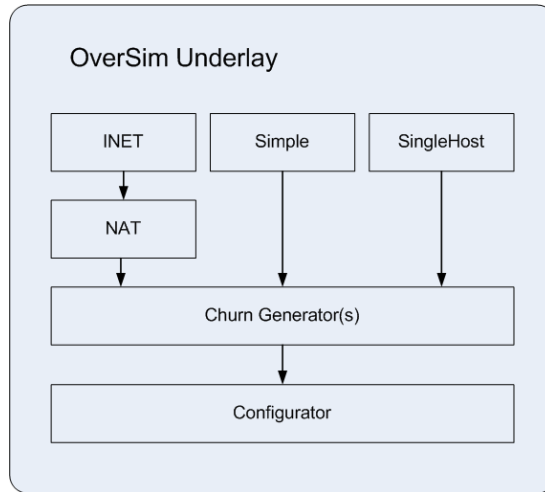 OverSim Underlay
INET
Simple
SingleHost
NAT
Churn Generator(s)
Configurator